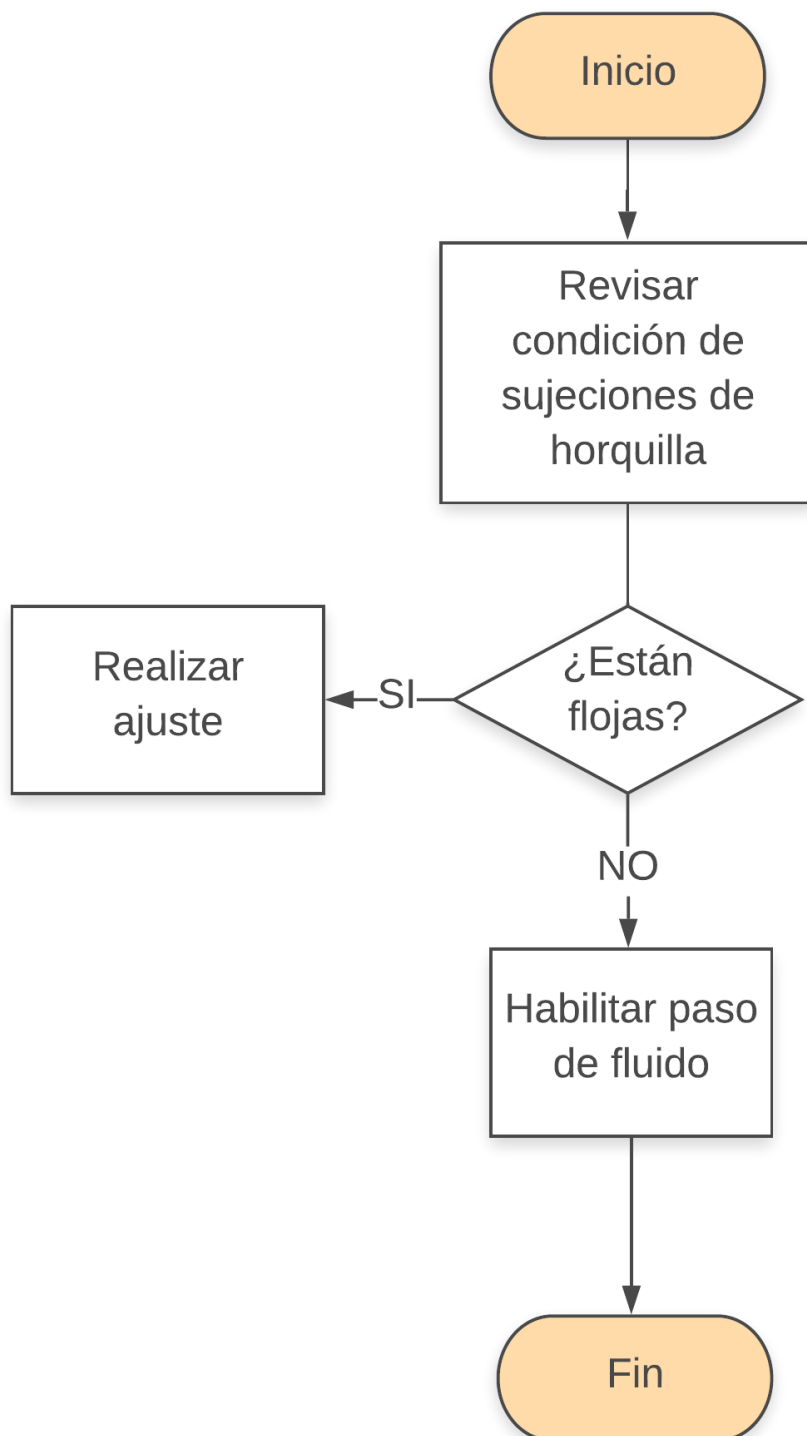 Inicio
Revisar
condición de
sujeciones de
horquilla
¿Están
flojas?
SI
Realizar
ajuste
NO
Habilitar paso
de fluido
Fin